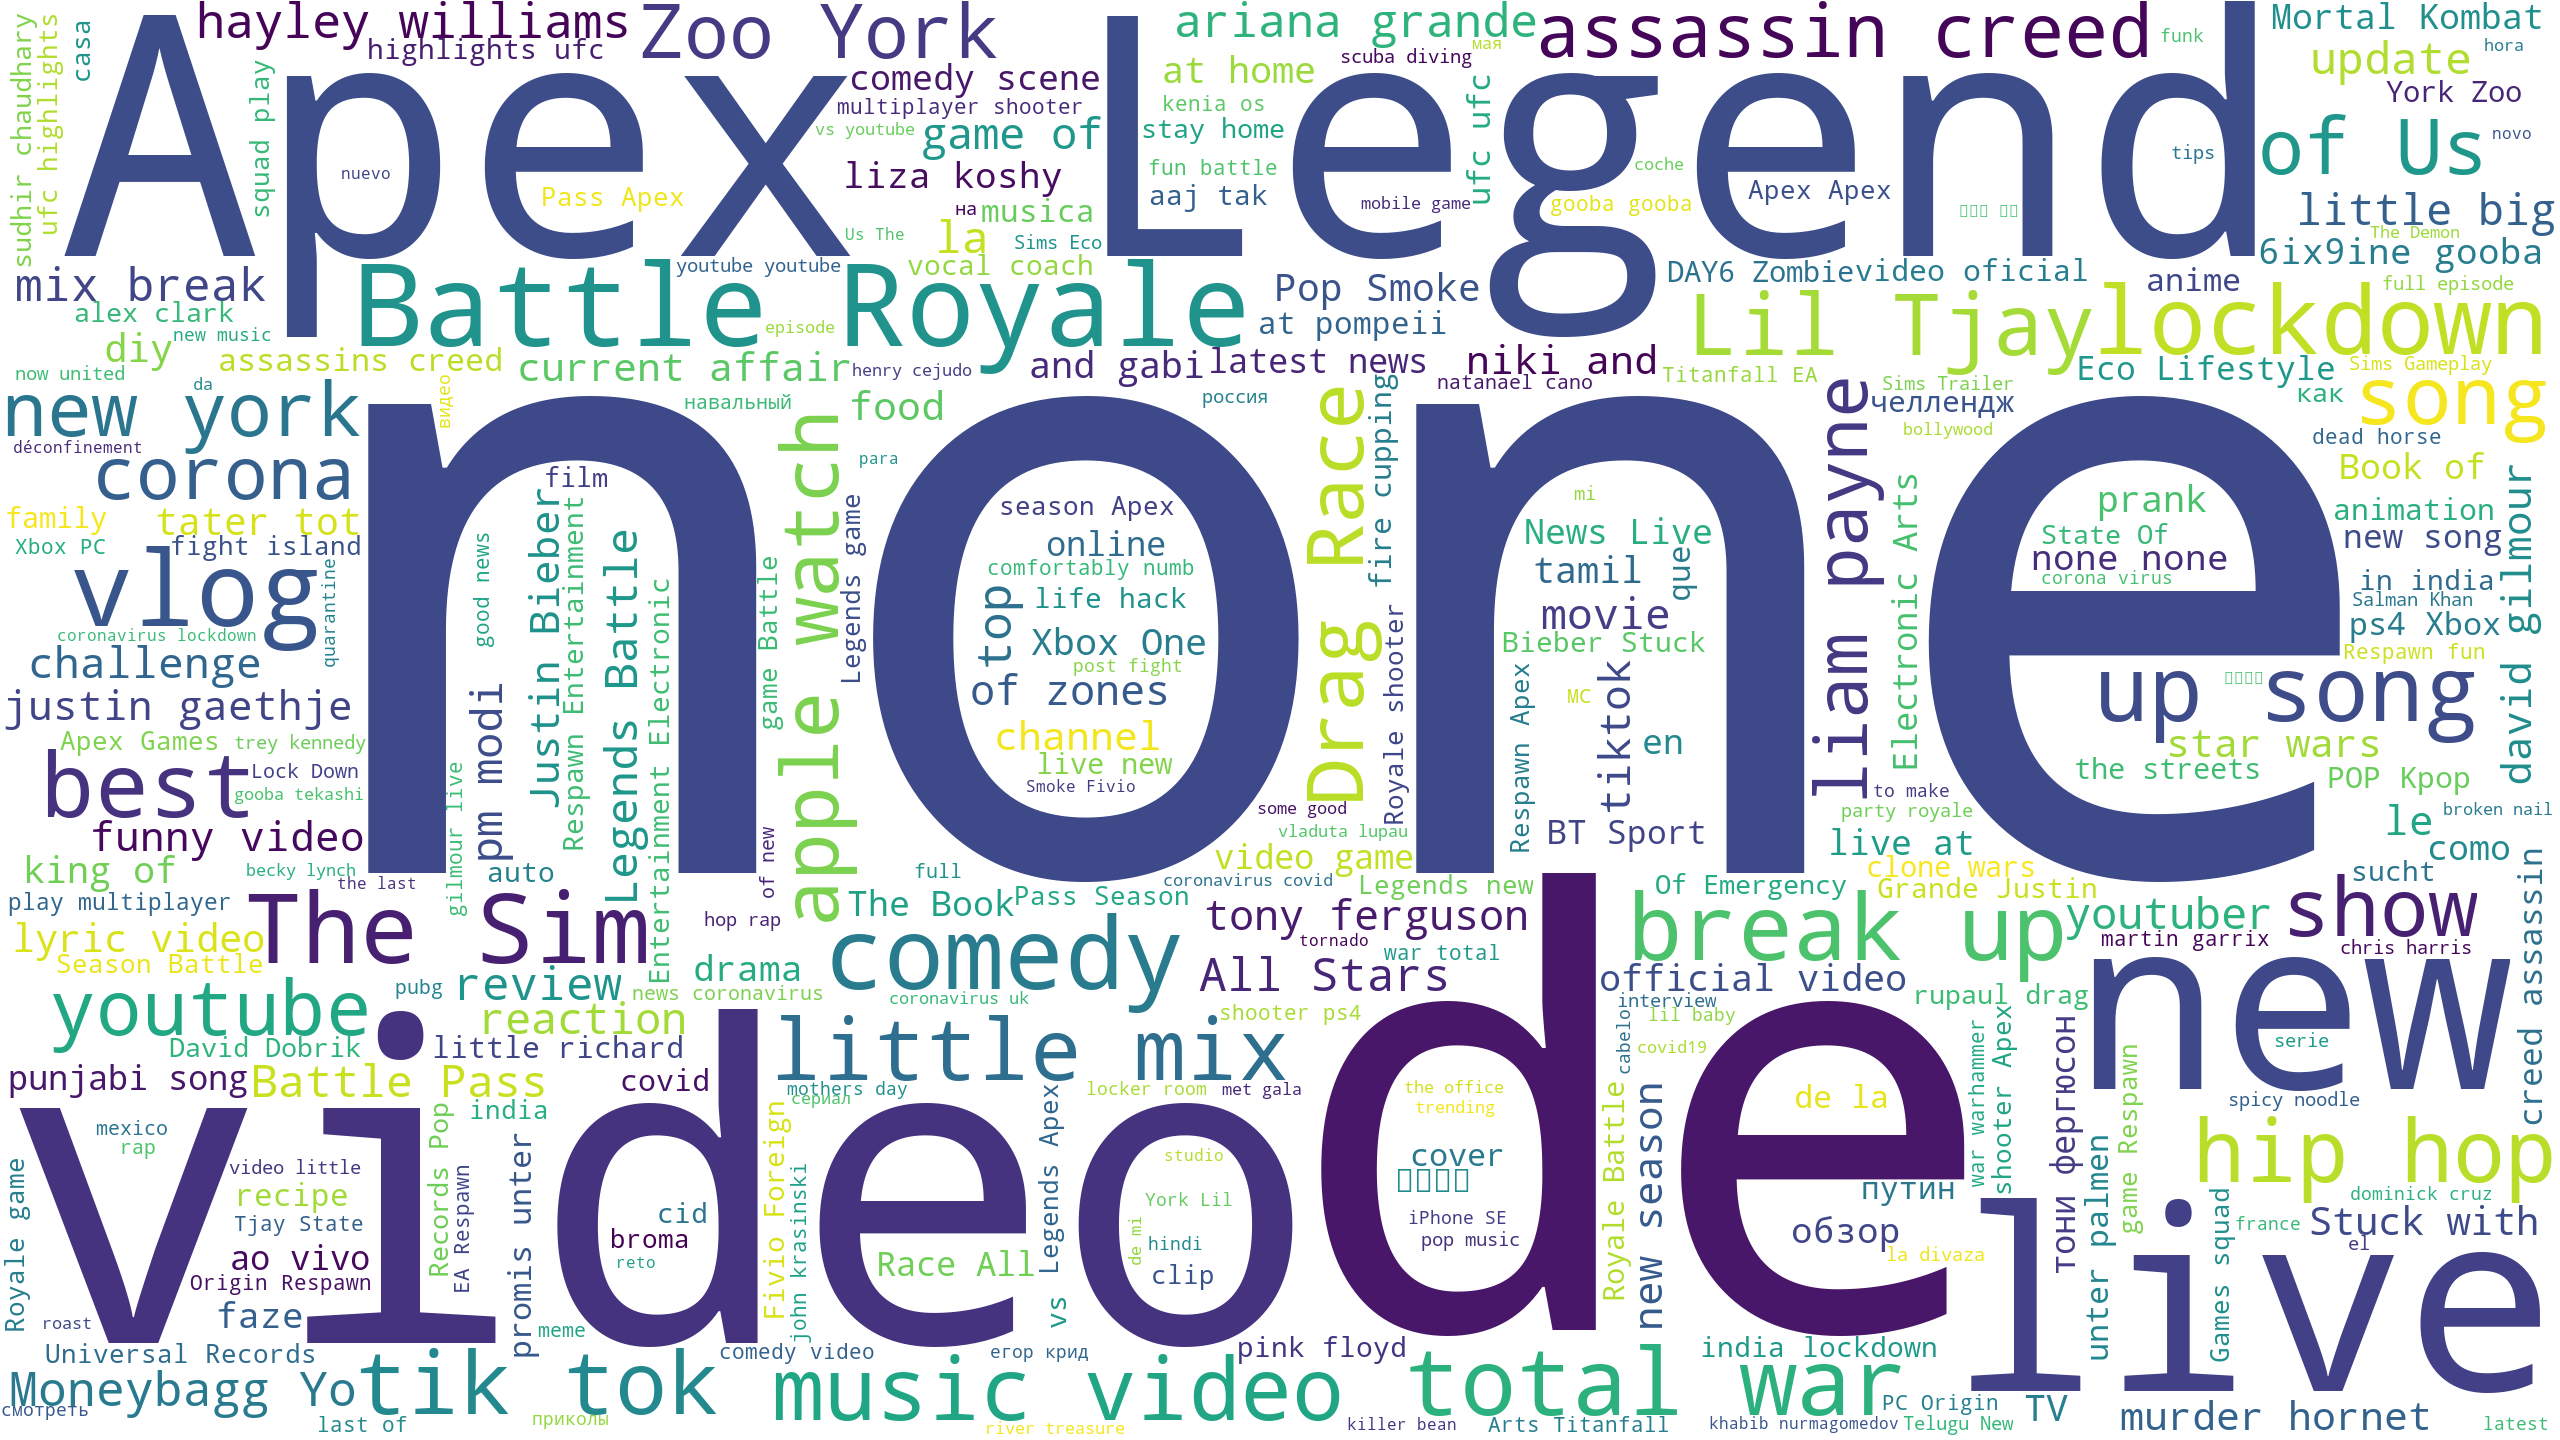 Apex Legend
none
video
de
new
live
hayley williams
highlights ufc
Zoo York
ariana grande
assassin creed
Mortal Kombat
funk
hora
update
York Zoo
novo
tips
of Us
little big
The Demon
6ix9ine gooba
full episode
sudhir chaudhary
ufc highlights
casa
squad play
nuevo
Pass Apex
comedy scene
multiplayer shooter
vs youtube
game of
liza koshy
на
musica
Us The
la
Sims Eco
youtube youtube
vocal coach
at home
kenia os
stay home
fun battle
aaj tak
scuba diving
мая
ufc ufc
mobile game
coche
gooba gooba
Apex Apex
mix break
alex clark
new music
diy
assassins creed
now united
da
Battle Royale
episode
current affair
henry cejudo
Pop Smoke
at pompeii
and gabi
latest news
niki and
natanael cano
DAY6 Zombie
video oficial
anime
Lil Tjay
lockdown
Titanfall EA
Sims Trailer
Eco Lifestyle
Sims Gameplay
song
new york
видео
навальный
food
россия
челлендж
как
bollywood
dead horse
déconfinement
corona
para
Book of
family
tater tot
Xbox PC
fight island
film
vlog
quarantine
coronavirus lockdown
good news
Justin Bieber
Respawn Entertainment
Legends Battle
Entertainment Electronic
game Battle
apple watch
Legends game
season Apex
online
comfortably numb
top
life hack
Xbox One
post fight
of zones
channel
live new
Smoke Fivio
Drag Race
fire cupping
Royale shooter
mi
News Live
tamil
que
movie
Bieber Stuck
Respawn Apex
МС
tiktok
en
BT Sport
liam payne
Electronic Arts
prank
State Of
none none
corona virus
animation
new song
in india
Salman Khan
ps4 Xbox
Respawn fun
david gilmour
up song
star wars
the streets
POP Kpop
challenge
justin gaethje
Apex Games
trey kennedy
best
Lock Down
gooba tekashi
funny video
pm modi
gilmour live
king of
becky lynch
the last
auto
play multiplayer
The Sim
hop rap
of new
full
The Book
Pass Season
some good
vladuta lupau
video game
coronavirus covid
Legends new
to make
party royale
live at
clone wars
Of Emergency
Grande Justin
le
broken nail
como
sucht
lyric video
Season Battle
youtube
pubg
review
drama
news coronavirus
reaction
comedy
coronavirus uk
tony ferguson
tornado
war total
All Stars
shooter ps4
break up
youtuber
martin garrix
show
chris harris
creed assassin
official video
interview
lil baby
rupaul drag
David Dobrik
little richard
little mix
punjabi song
Battle Pass
covid
mothers day
сериал
locker room
met gala
the office
trending
cabelo
covid19
Royale Battle
new season
de la
war warhammer
shooter Apex
тони фергюсон
game Respawn
serie
spicy noodle
mexico
rap
india
Royale game
video little
recipe
Tjay State
ao vivo
Origin Respawn
Records Pop
EA Respawn
promis unter
cid
broma
reto
Fivio Foreign
john krasinski
Race All
Legends Apex
vs
studio
York Lil
de mi
hindi
clip
cover
iPhone SE
pop music
путин
обзор
la divaza
unter palmen
Games squad
hip hop
dominick cruz
france
Stuck with
el
faze
roast
meme
Universal Records
comedy video
егор крид
pink floyd
india lockdown
Moneybagg Yo
смотреть
tik tok
last of
приколы
music video
river treasure
total war
killer bean
Arts Titanfall
khabib nurmagomedov
PC Origin
Telugu New
TV
murder hornet
latest